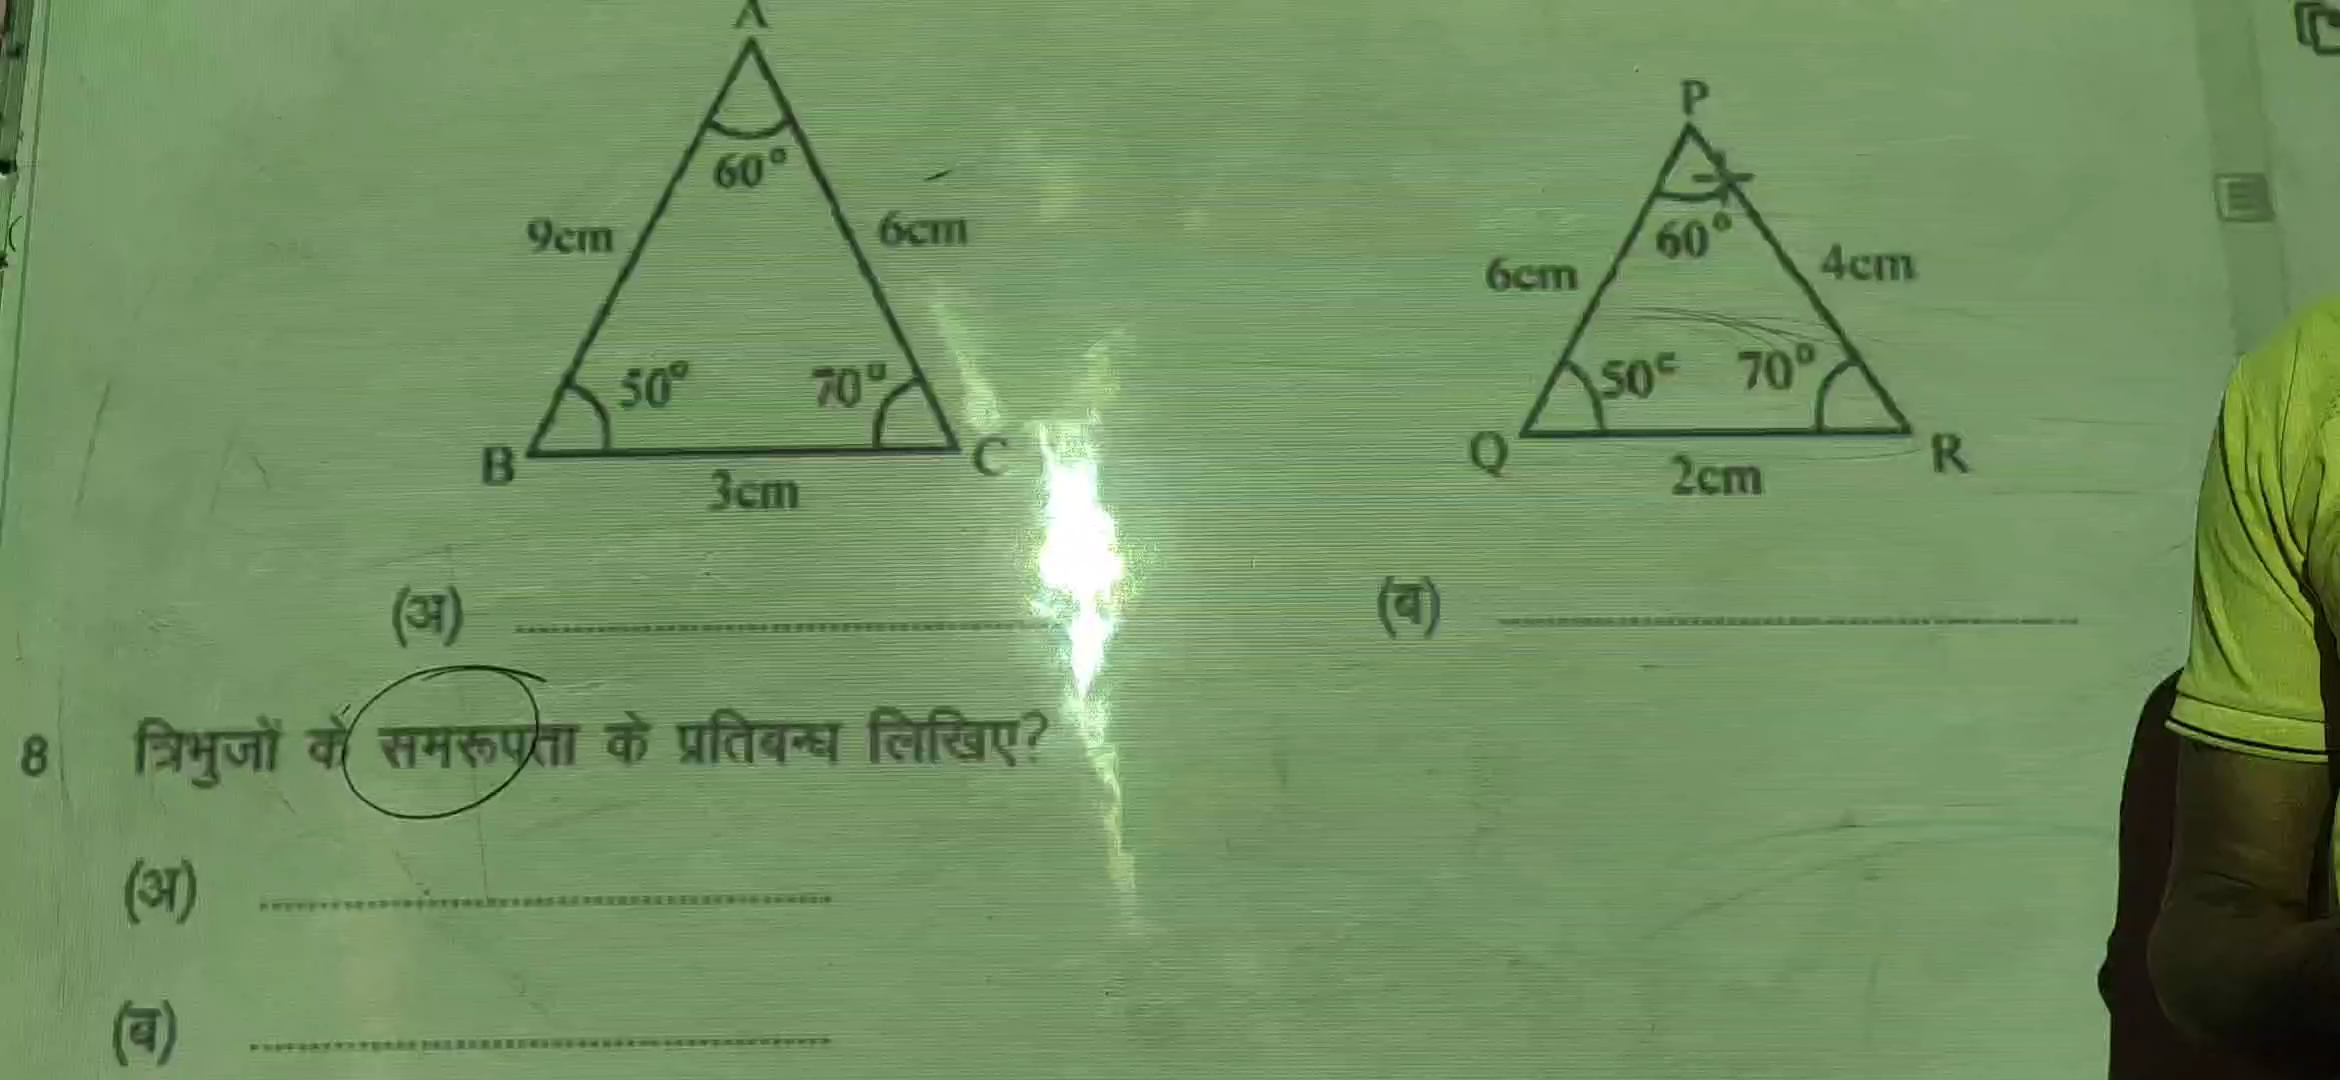 A
P
60°
60°
9cm
6cm
6cm
4cm
50°
70°
50°
70°
B
C
Q
R
3cm
2cm
(अ) (ब)
8 त्रिभुजों के समरूपता के प्रतिबन्ध लिखिए?
(अ)
(ब)